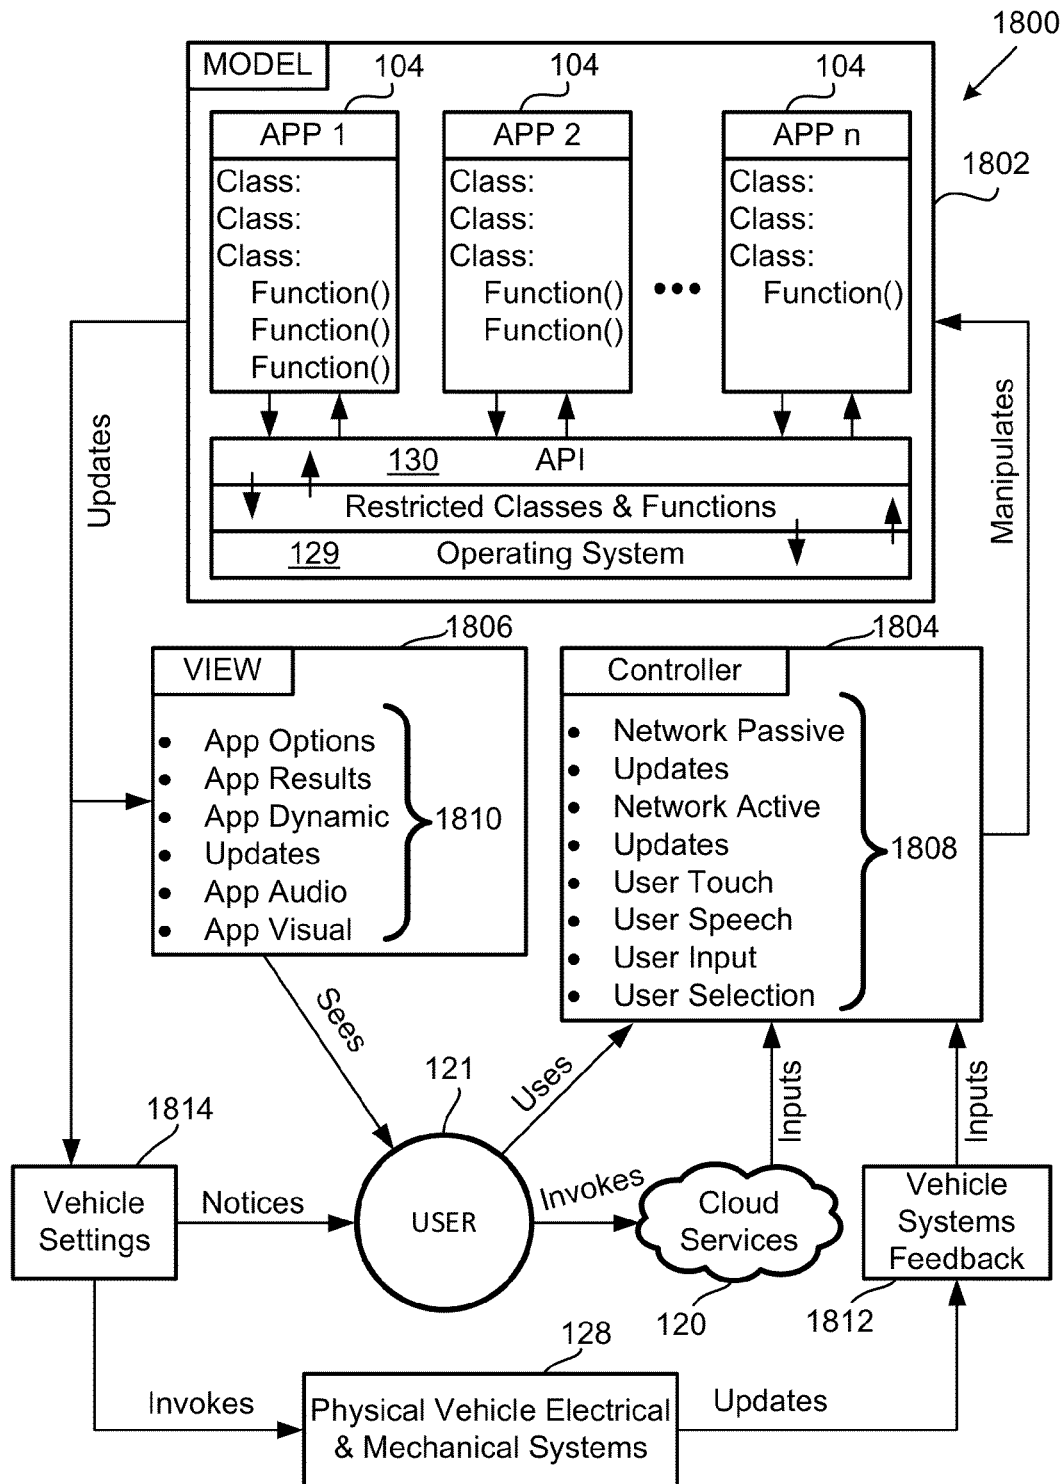 1800
MODEL
104
104
104
1802
APP 1
Class:
Class:
Class:
Function()
Function()
Function()
APP 2
Class:
Class:
Class:
Function()
Function()
•••
APP n
Class:
Class:
Class:
Function()
130 API
Restricted Classes & Functions
129 Operating System
Updates
Manipulates
1806
VIEW
• App Options
• App Results
• App Dynamic
• Updates
• App Audio
• App Visual
1810
1804
Controller
• Network Passive
• Updates
• Network Active
• Updates
• User Touch
• User Speech
• User Input
• User Selection
1808
Sees
Uses
Inputs
Inputs
121
1814
Vehicle
Settings
Notices
USER
Invokes
Cloud
Services
120
Vehicle
Systems
Feedback
1812
128
Invokes
Physical Vehicle Electrical
& Mechanical Systems
Updates